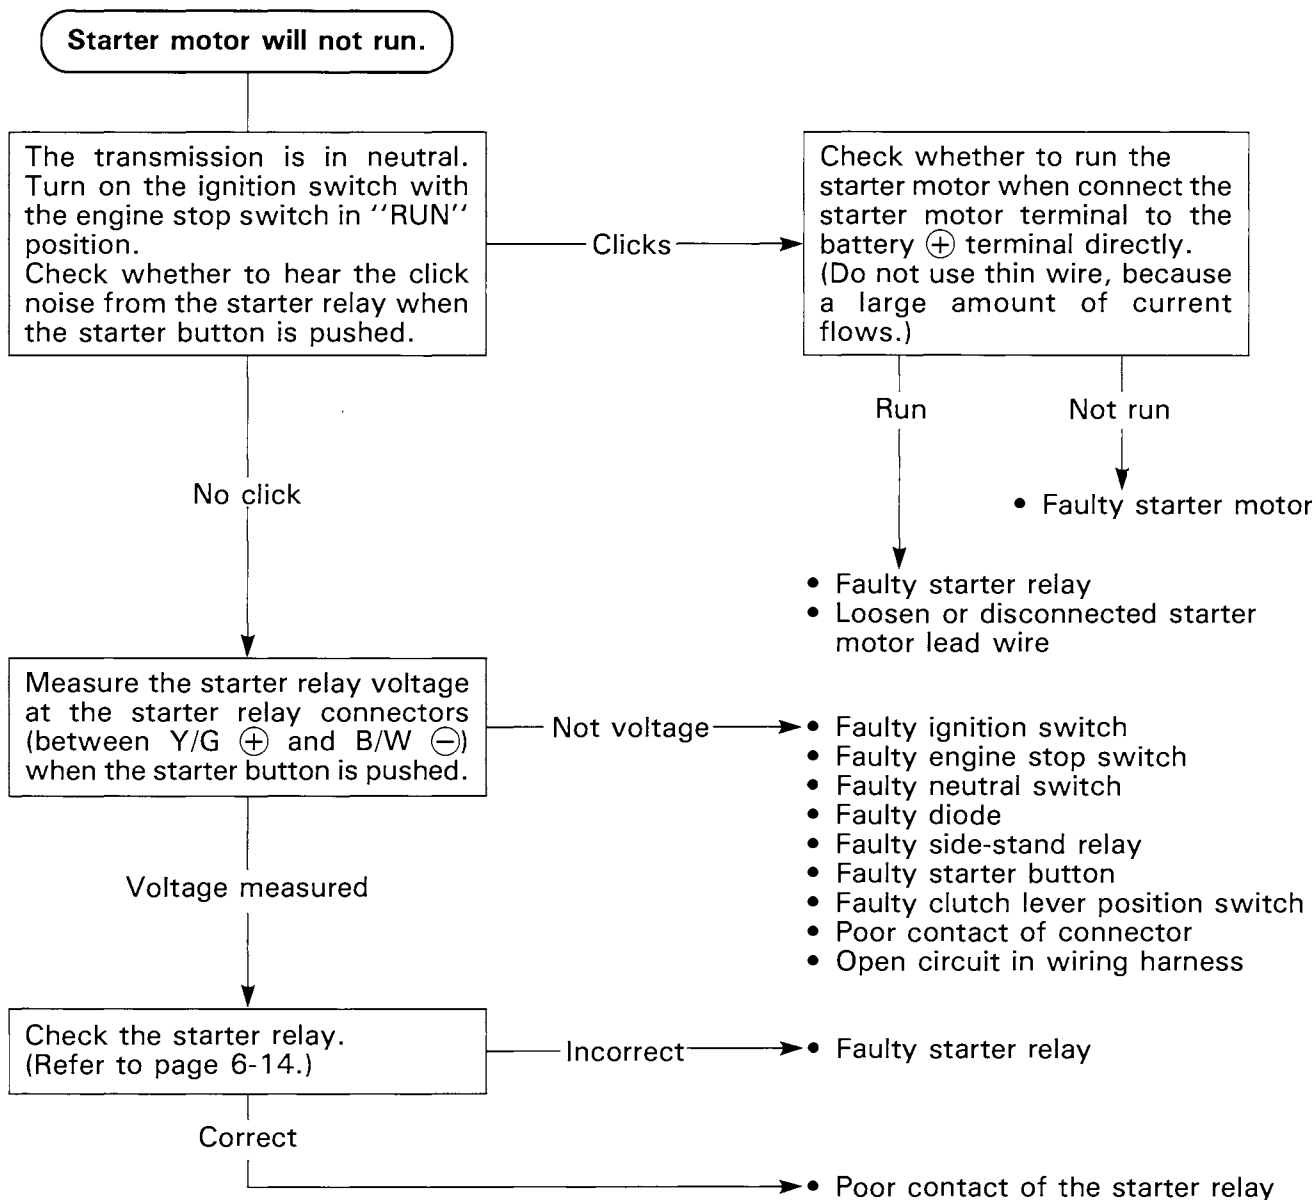 Starter motor will not run.
The transmission is in neutral.
Turn on the ignition switch with
the engine stop switch in ‘‘RUN’’
position.
Check whether to hear the click
noise from the starter relay when
the starter button is pushed.
Clicks
Check whether to run the
starter motor when connect the
starter motor terminal to the
battery ⊕ terminal directly.
(Do not use thin wire, because
a large amount of current
flows.)
Run
Not run
• Faulty starter motor
• Faulty starter relay
• Loosen or disconnected starter
motor lead wire
No click
Measure the starter relay voltage
at the starter relay connectors
(between Y/G ⊕ and B/W ⊖)
when the starter button is pushed.
Not voltage
• Faulty ignition switch
• Faulty engine stop switch
• Faulty neutral switch
• Faulty diode
• Faulty side-stand relay
• Faulty starter button
• Faulty clutch lever position switch
• Poor contact of connector
• Open circuit in wiring harness
Voltage measured
Check the starter relay.
(Refer to page 6-14.)
Incorrect
• Faulty starter relay
Correct
• Poor contact of the starter relay